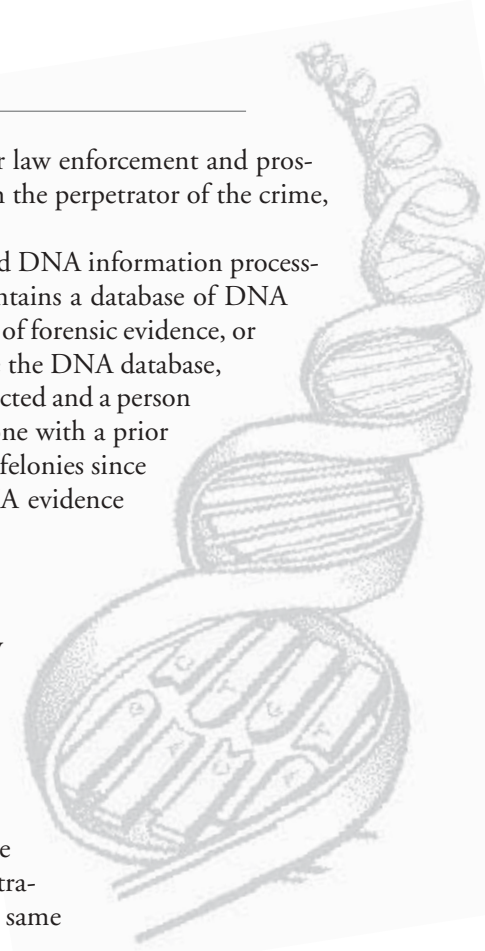 r law enforcement and pros-
n the perpetrator of the crime,
d DNA information process-
ntains a database of DNA
of forensic evidence, or
the DNA database,
cted and a person
ne with a prior
felonies since
A evidence
y
e
tra-
same
G
T
C
T
G
A
C
A